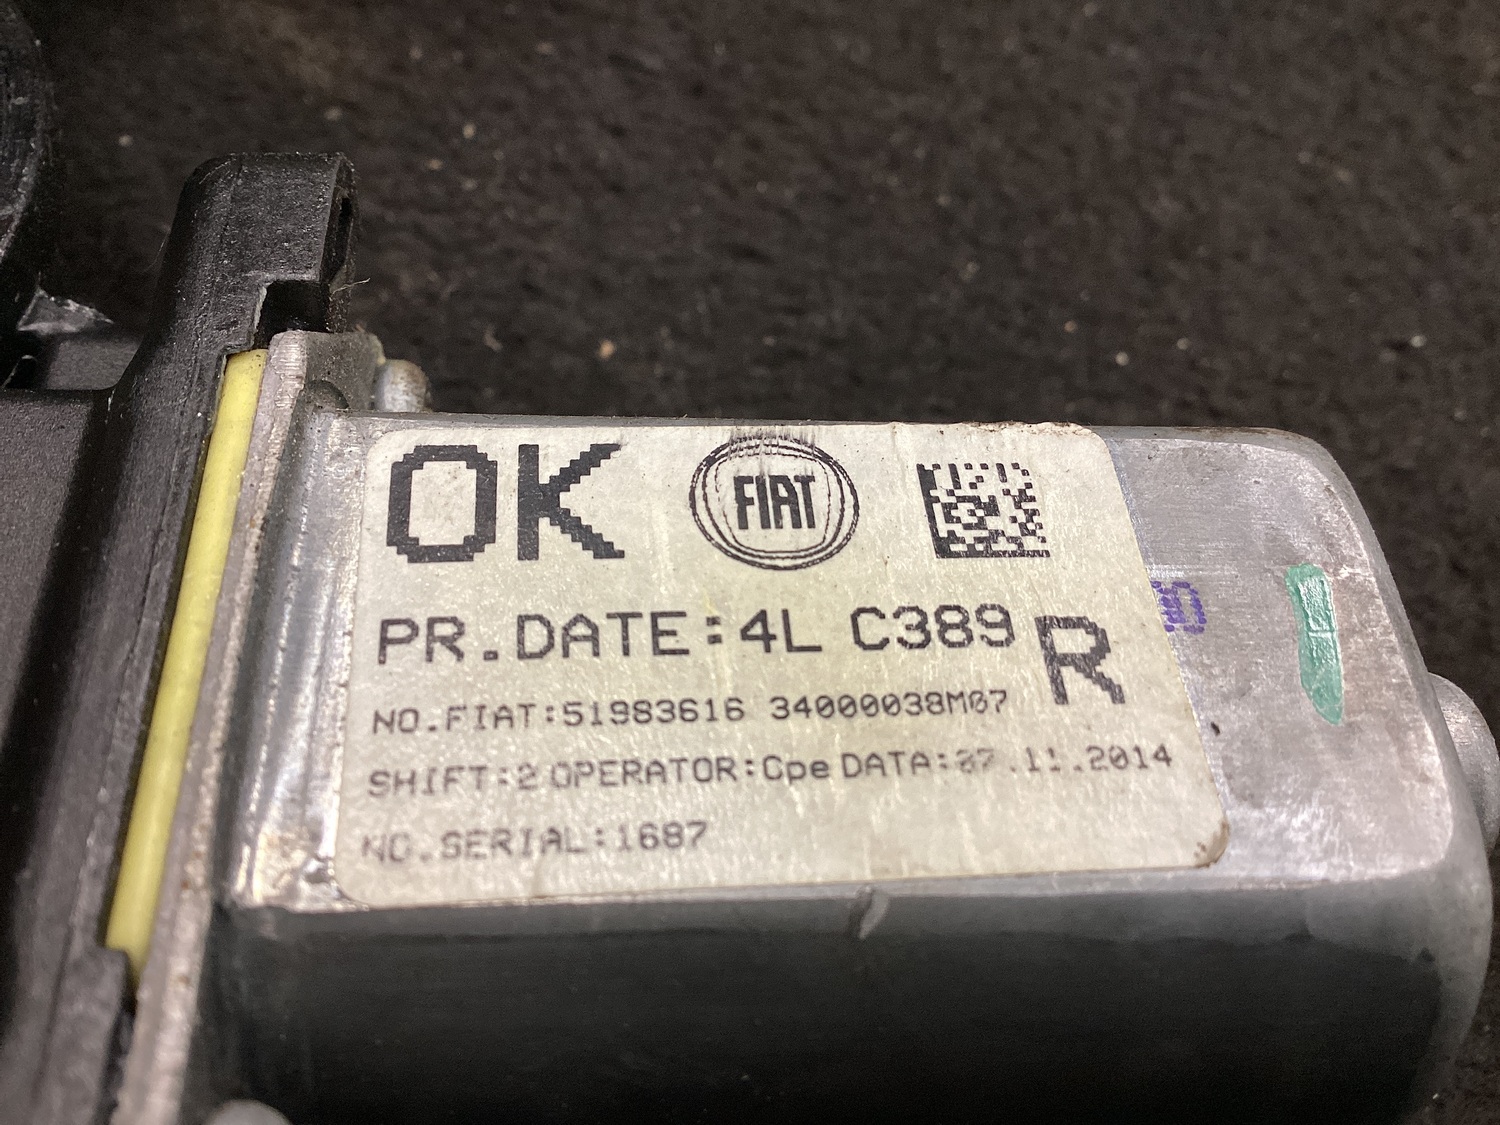 OK FIAT
PR.DATE:4L C389 R
NO.FIAT:51983616 34000038M07
SHIFT:2 OPERATOR:Cpe DATA:07.11.2014
NO.SERIAL:1687